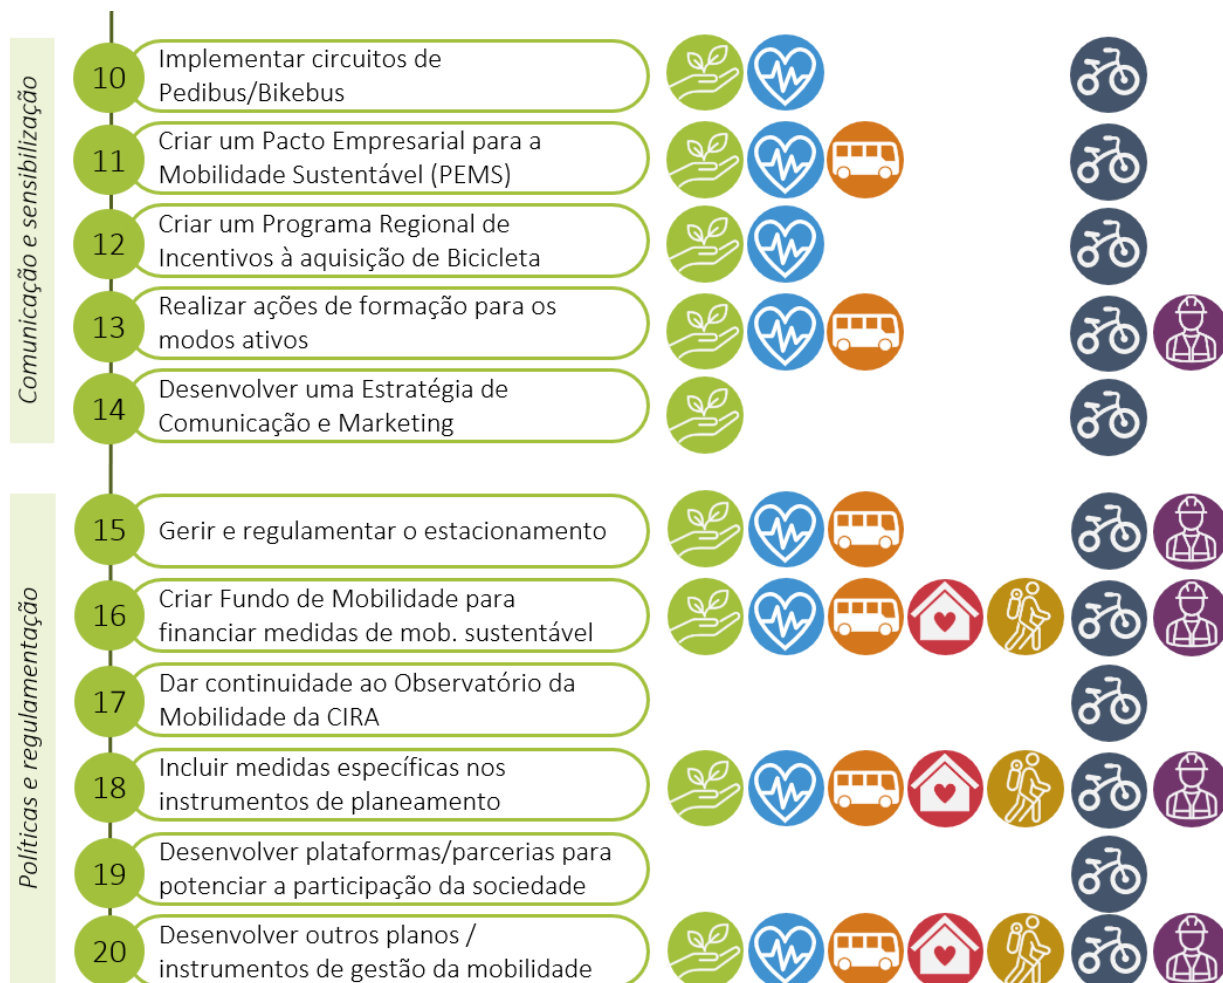 Comunicação e sensibilização
10
Implementar circuitos de
Pedibus/Bikebus
11
Criar um Pacto Empresarial para a
Mobilidade Sustentável (PEMS)
12
Criar um Programa Regional de
Incentivos à aquisição de Bicicleta
13
Realizar ações de formação para os
modos ativos
14
Desenvolver uma Estratégia de
Comunicação e Marketing
Políticas e regulamentação
15
Gerir e regulamentar o estacionamento
16
Criar Fundo de Mobilidade para
financiar medidas de mob. sustentável
17
Dar continuidade ao Observatório da
Mobilidade da CIRA
18
Incluir medidas específicas nos
instrumentos de planeamento
19
Desenvolver plataformas/parcerias para
potenciar a participação da sociedade
20
Desenvolver outros planos /
instrumentos de gestão da mobilidade